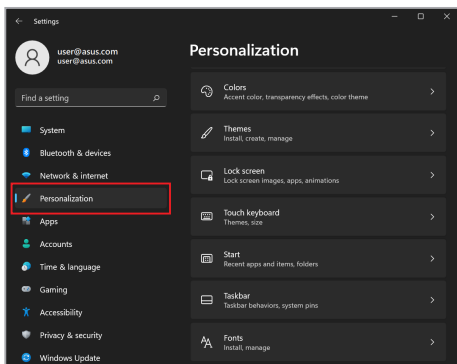 Settings
user@asus.com
user@asus.com
Find a setting
System
Bluetooth & devices
Network & internet
Personalization
Apps
Accounts
Time & language
Gaming
Accessibility
Privacy & security
Windows Update
Personalization
Colors
Accent color, transparency effects, color theme
Themes
Install, create, manage
Lock screen
Lock screen images, apps, animations
Touch keyboard
Themes, size
Start
Recent apps and items, folders
Taskbar
Taskbar behaviors, system pins
Fonts
Install, manage